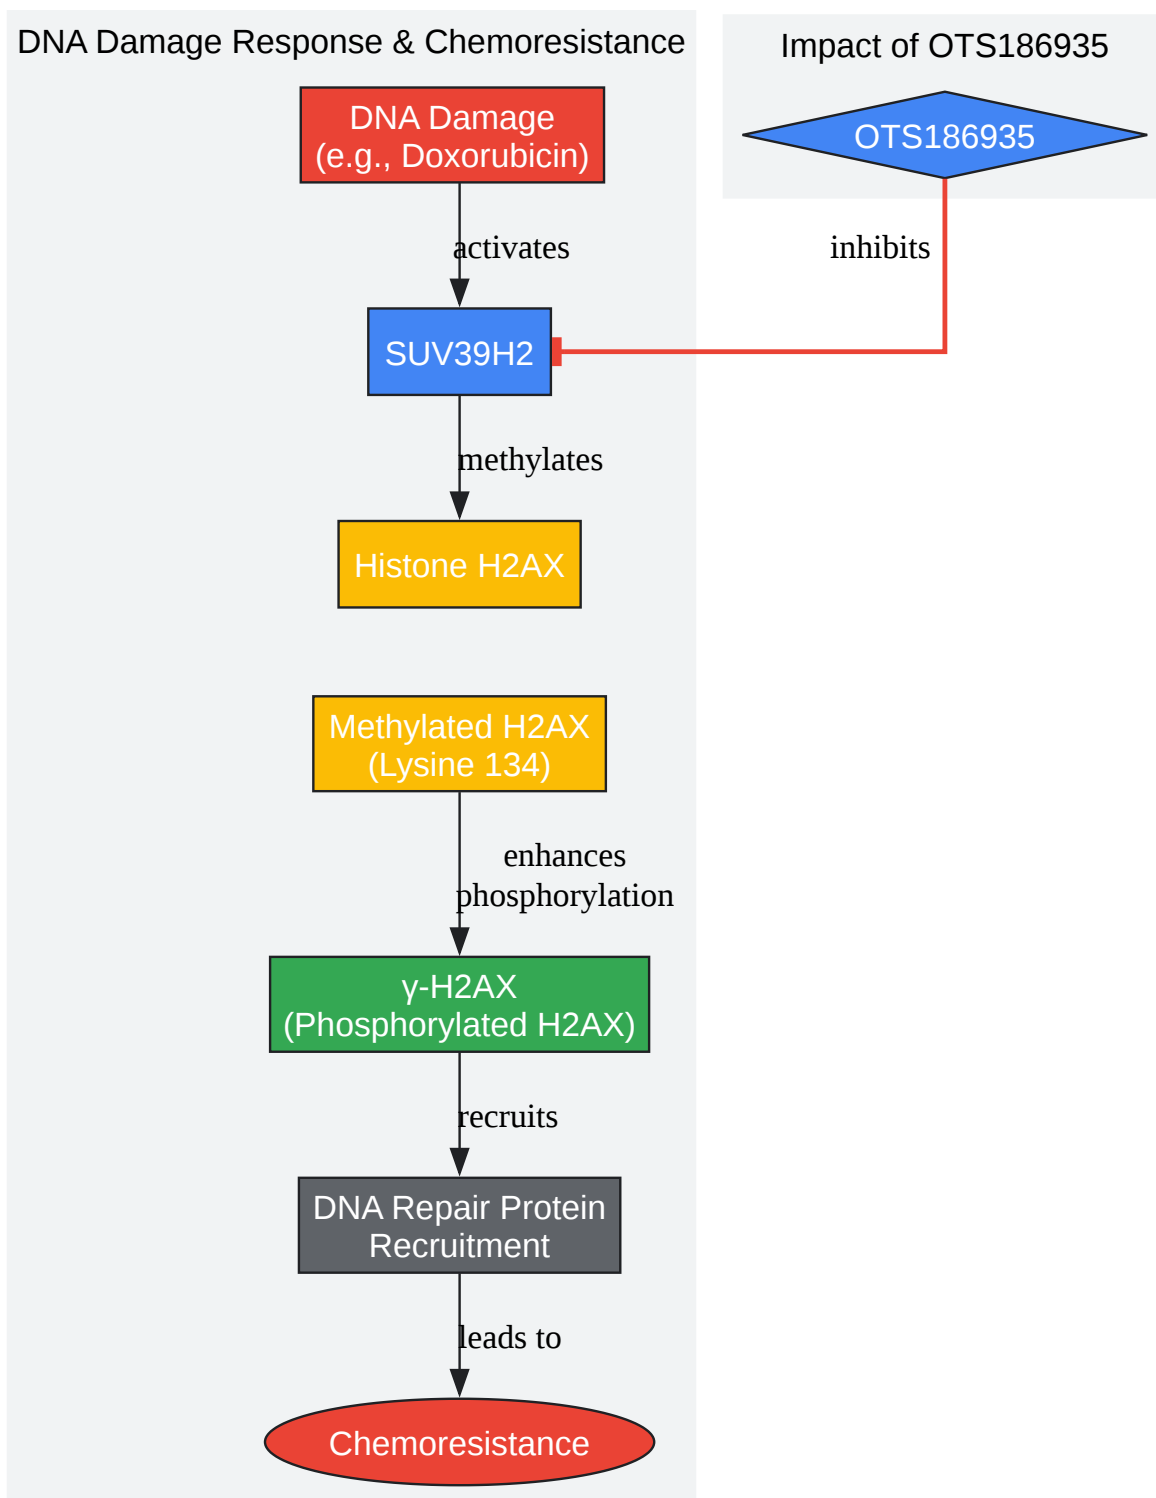 DNA Damage Response & Chemoresistance
DNA Damage
(e.g., Doxorubicin)
activates
SUV39H2
methylates
Histone H2AX
Methylated H2AX
(Lysine 134)
enhances
phosphorylation
γ-H2AX
(Phosphorylated H2AX)
recruits
DNA Repair Protein
Recruitment
leads to
Chemoresistance
Impact of OTS186935
OTS186935
inhibits